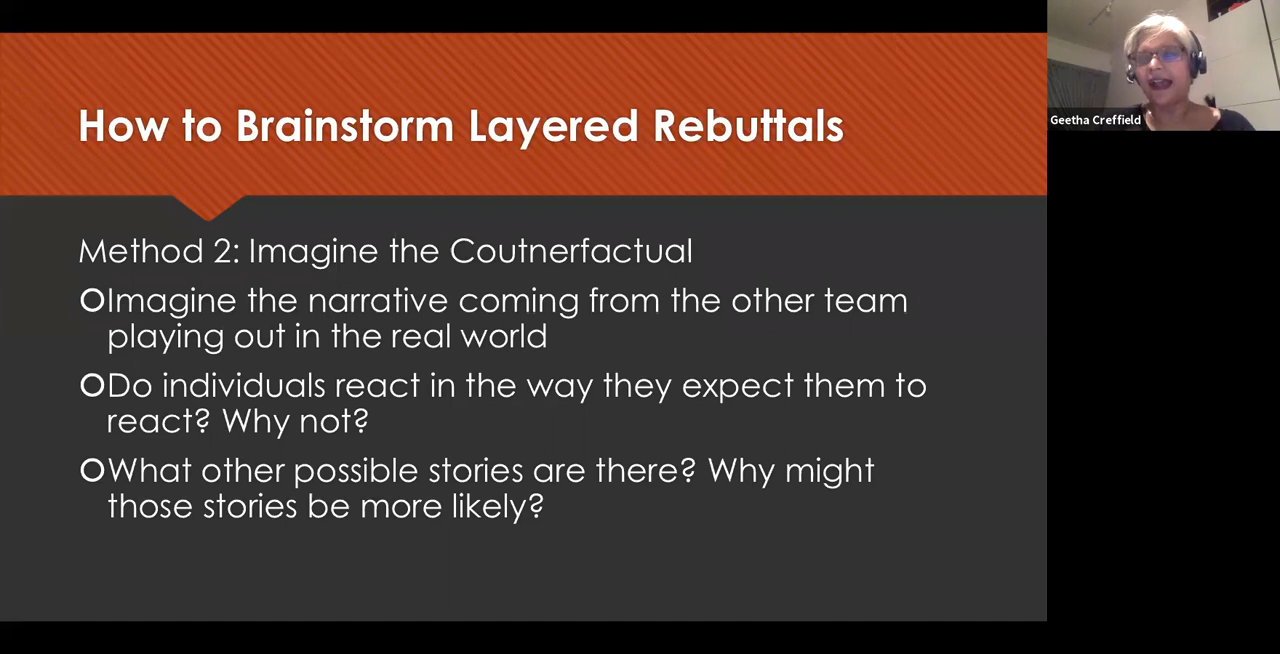 How to Brainstorm Layered Rebuttals
Geetha Creffield
Method 2: Imagine the Coutnerfactual
Imagine the narrative coming from the other team
playing out in the real world
Do individuals react in the way they expect them to
react? Why not?
What other possible stories are there? Why might
those stories be more likely?